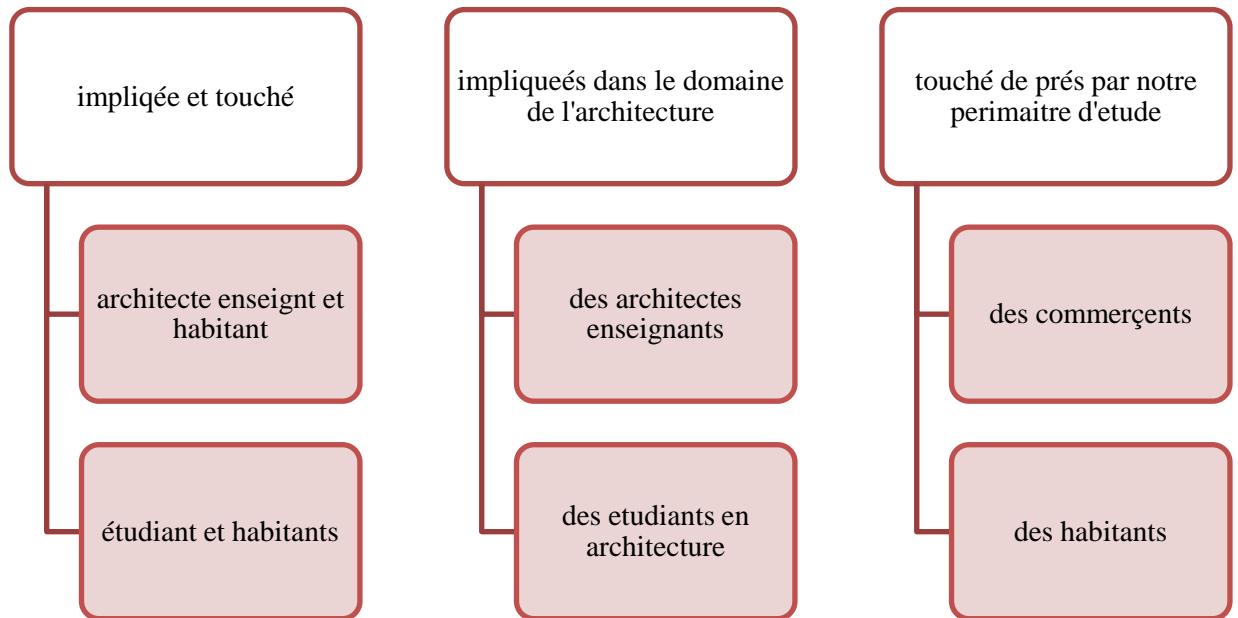 impliqée et touché
architecte enseignt et
habitant
étudiant et habitants
impliqueés dans le domaine
de l'architecture
des architectes
enseignants
des etudiants en
architecture
touché de prés par notre
perimaitre d'etude
des commerçents
des habitants